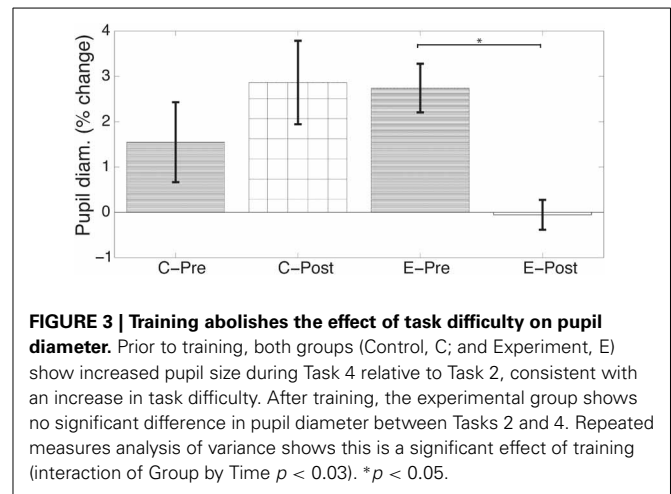 4
*
3
2
1
0
−1
Pupil diam. (% change)
C−Pre C−Post E−Pre E−Post
FIGURE 3 | Training abolishes the effect of task difficulty on pupil
diameter. Prior to training, both groups (Control, C; and Experiment, E)
show increased pupil size during Task 4 relative to Task 2, consistent with
an increase in task difficulty. After training, the experimental group shows
no significant difference in pupil diameter between Tasks 2 and 4. Repeated
measures analysis of variance shows this is a significant effect of training
(interaction of Group by Time p < 0.03). *p < 0.05.